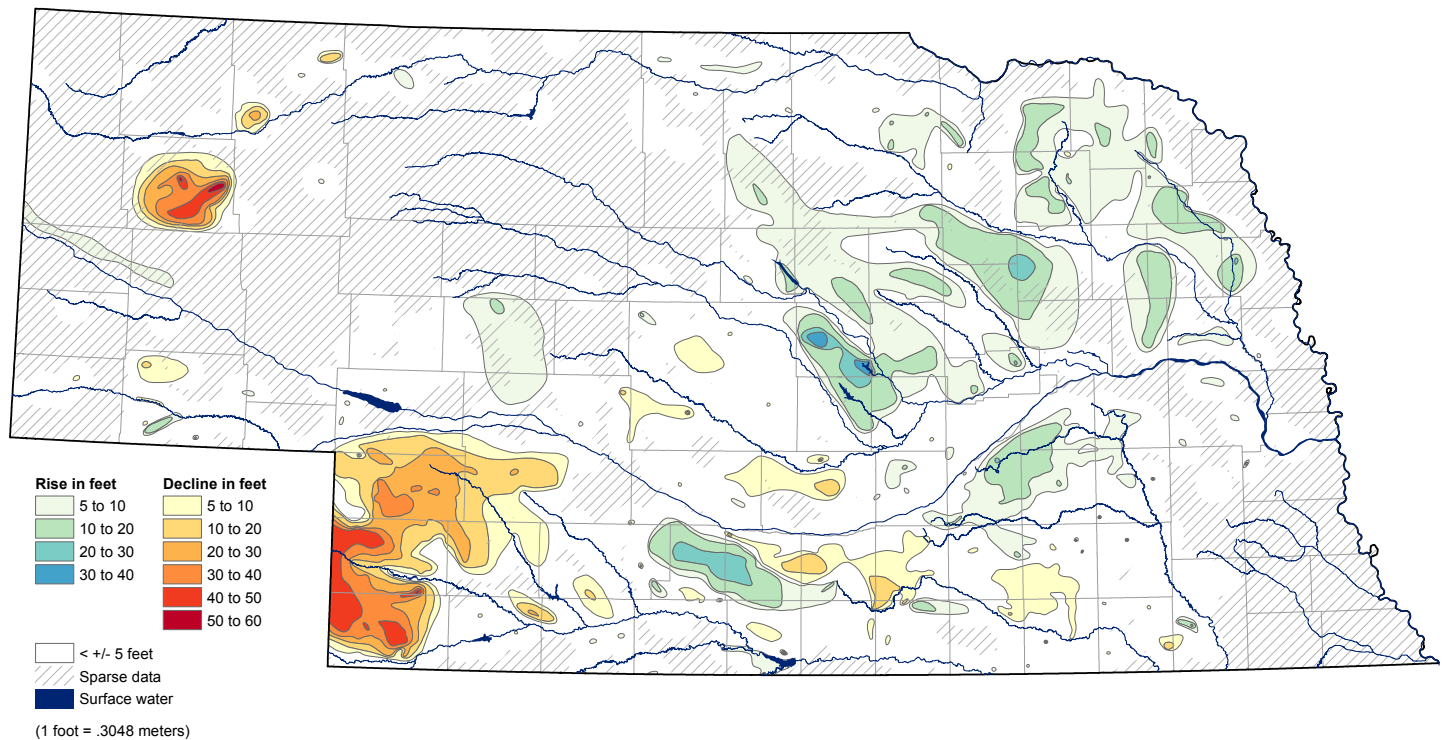 Rise in feet
5 to 10
10 to 20
20 to 30
30 to 40
Decline in feet
5 to 10
10 to 20
20 to 30
30 to 40
40 to 50
50 to 60
< +/- 5 feet
Sparse data
Surface water
(1 foot = .3048 meters)